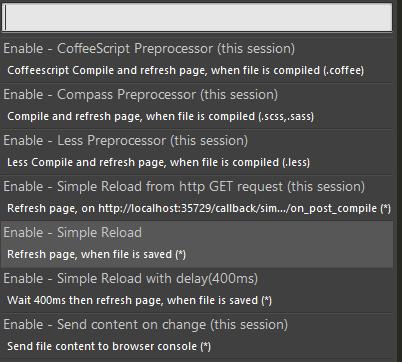 Enable - CoffeeScript Preprocessor (this session)
Coffeescript Compile and refresh page, when file is compiled (.coffee)
Enable - Compass Preprocessor (this session)
Compile and refresh page, when file is compiled (.scss,.sass)
Enable - Less Preprocessor (this session)
Less Compile and refresh page, when file is compiled (.less)
Enable - Simple Reload from http GET request (this session)
Refresh page, on http://localhost:35729/callback/sim.../on_post_compile (*)
Enable - Simple Reload
Refresh page, when file is saved (*)
Enable - Simple Reload with delay(400ms)
Wait 400ms then refresh page, when file is saved (*)
Enable - Send content on change (this session)
Send file content to browser console (*)